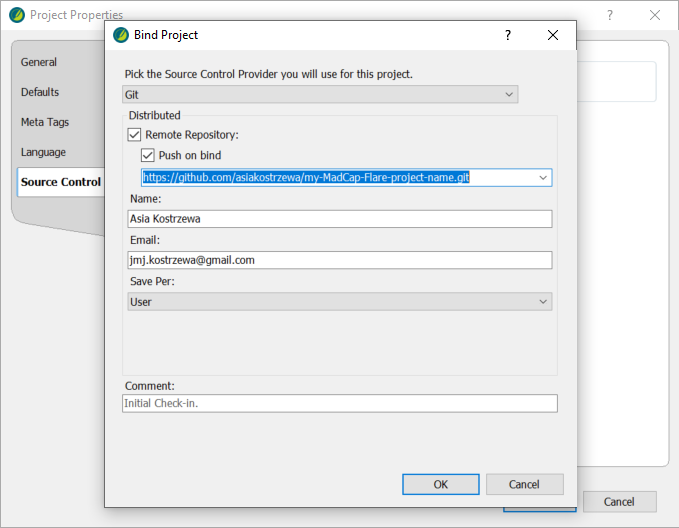 Project Properties
?
Bind Project
?
General
Defaults
Meta Tags
Language
Source Control
Pick the Source Control Provider you will use for this project.
Git
Distributed
Remote Repository:
Push on bind
https://github.com/asiakostrzewa/my-MadCap-Flare-project-name.git
Name:
Asia Kostrzewa
Email:
jmj.kostrzewa@gmail.com
Save Per:
User
Comment:
Initial Check-in.
OK
Cancel
Cancel